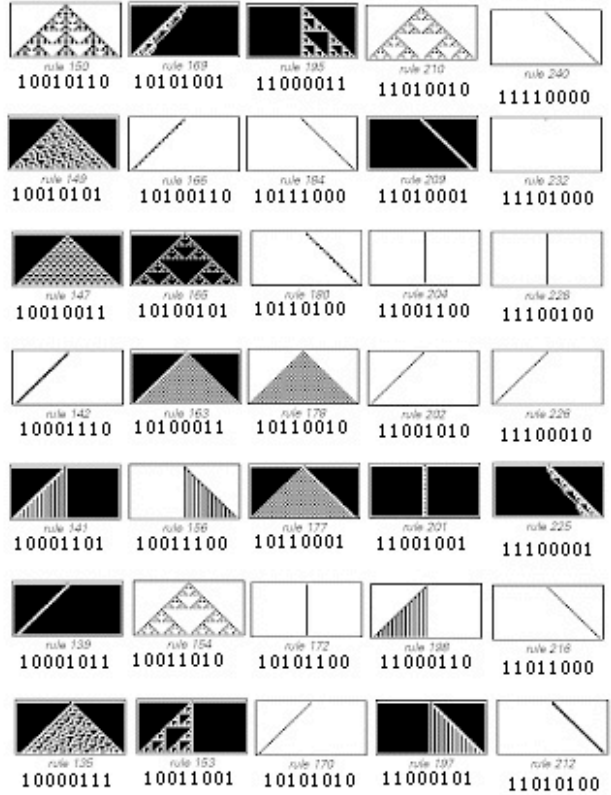 rule 150 rule 169 rule 195 rule 210 rule 240
10010110 10101001 11000011 11010010 11110000
rule 149 rule 166 rule 184 rule 209 rule 232
10010101 10100110 10111000 11010001 11101000
rule 147 rule 165 rule 180 rule 204 rule 228
10010011 10100101 10110100 11001100 11100100
rule 142 rule 163 rule 178 rule 202 rule 226
10001110 10100011 10110010 11001010 11100010
rule 141 rule 156 rule 177 rule 201 rule 225
10001101 10011100 10110001 11001001 11100001
rule 139 rule 154 rule 172 rule 198 rule 216
10001011 10011010 10101100 11000110 11011000
rule 135 rule 153 rule 170 rule 197 rule 212
10000111 10011001 10101010 11000101 11010100